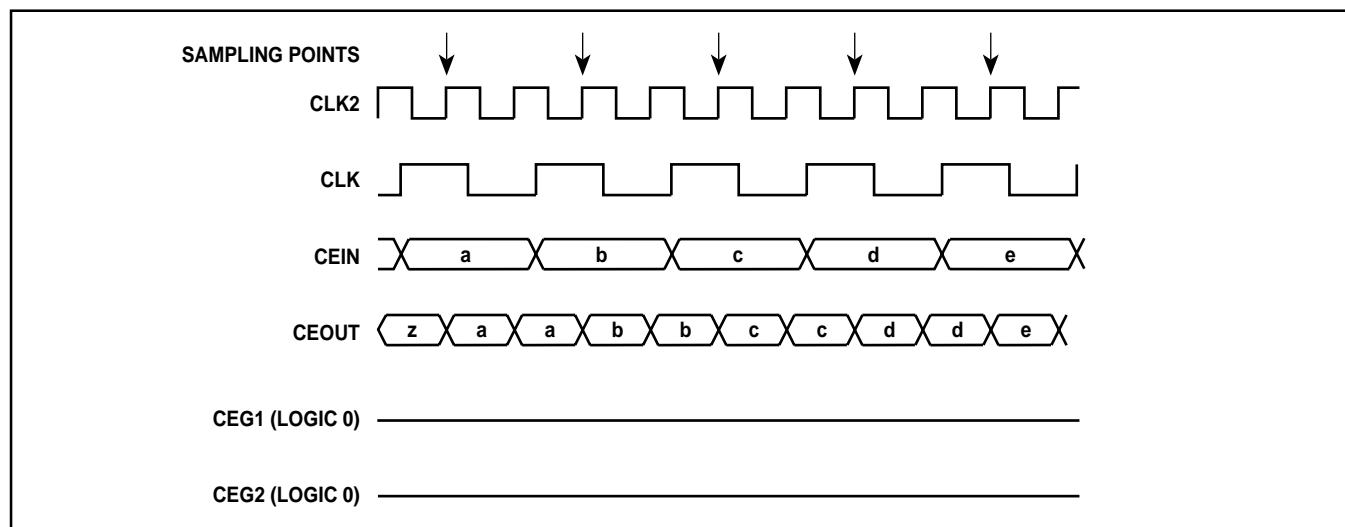 SAMPLING POINTS
CLK2
CLK
CEIN a b c d e
CEOUT z a a b b c c d d e
CEG1 (LOGIC 0)
CEG2 (LOGIC 0)